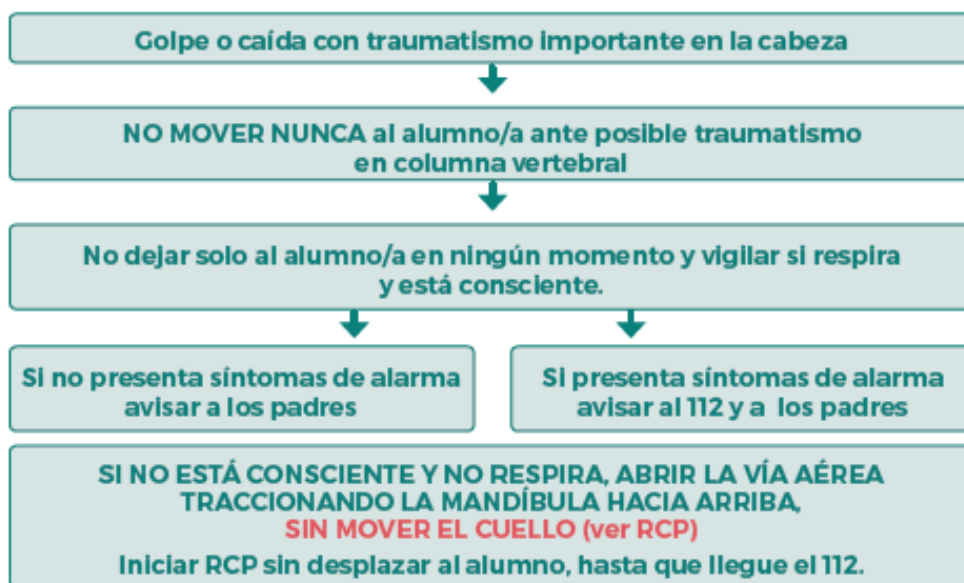 Golpe o caída con traumatismo importante en la cabeza
NO MOVER NUNCA al alumno/a ante posible traumatismo
en columna vertebral
No dejar solo al alumno/a en ningún momento y vigilar si respira
y está consciente.
Si no presenta síntomas de alarma
avisar a los padres
Si presenta síntomas de alarma
avisar al 112 y a los padres
SI NO ESTÁ CONSCIENTE Y NO RESPIRA, ABRIR LA VÍA AÉREA
TRACCIONANDO LA MANDÍBULA HACIA ARRIBA,
SIN MOVER EL CUELLO (ver RCP)
Iniciar RCP sin desplazar al alumno, hasta que llegue el 112.